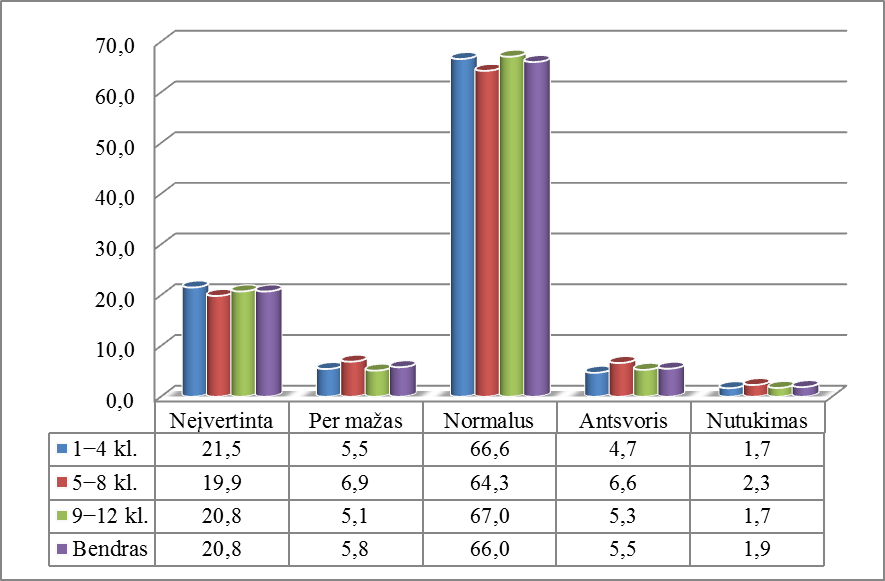 70,0
60,0
50,0
40,0
30,0
20,0
10,0
0,0
Neįvertinta Per mažas Normalus Antsvoris Nutukimas
1−4 kl. 21,5 5,5 66,6 4,7 1,7
5−8 kl. 19,9 6,9 64,3 6,6 2,3
9−12 kl. 20,8 5,1 67,0 5,3 1,7
Bendras 20,8 5,8 66,0 5,5 1,9